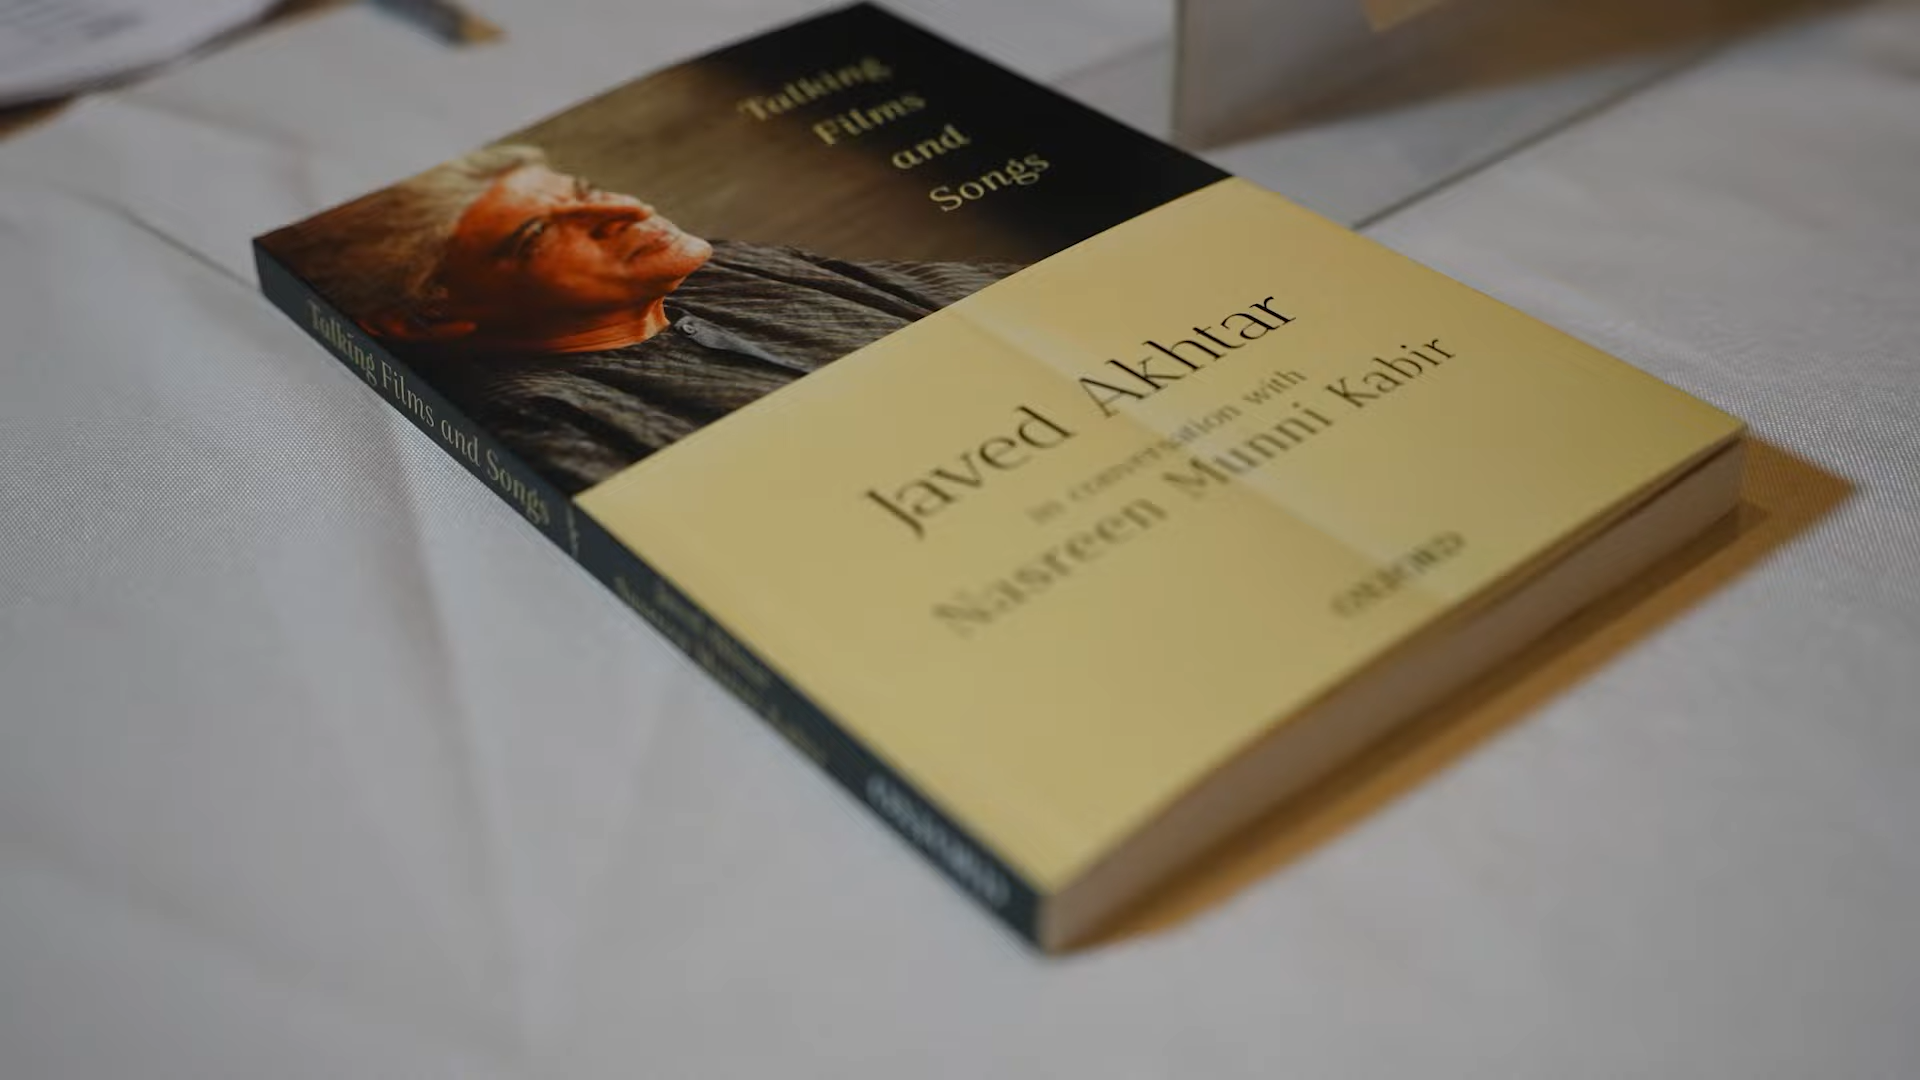 Talking
Films
and
Songs
Javed Akhtar
in conversation with
Nasreen Munni Kabir
OXFORD
Talking Films and Songs